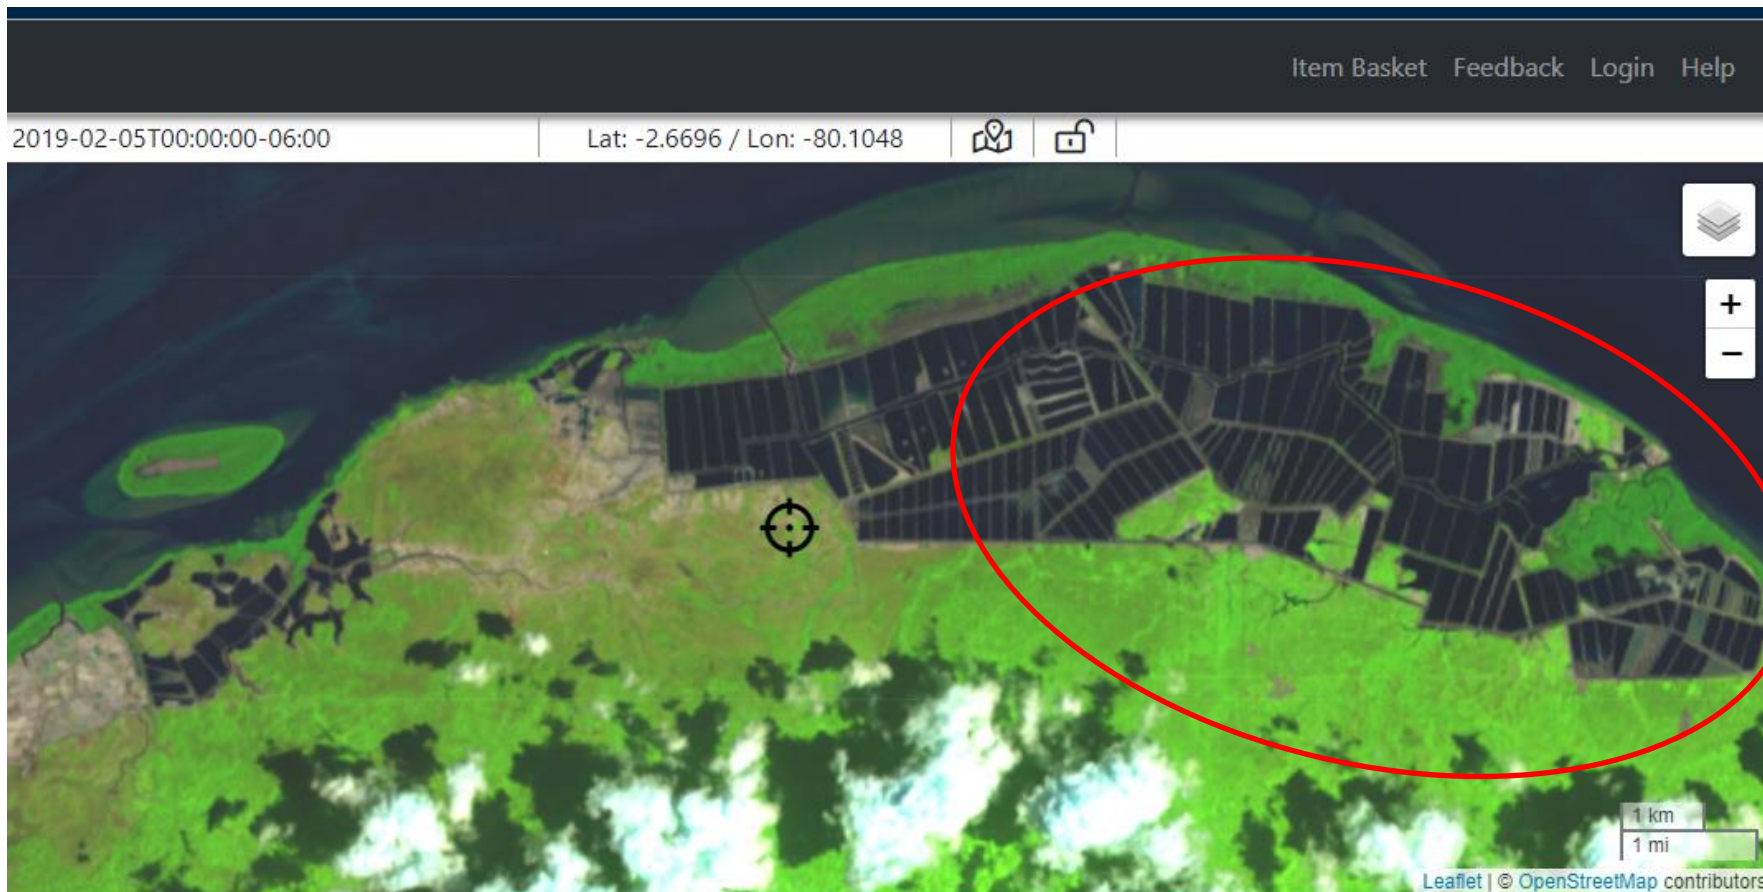 Item Basket Feedback Login Help
2019-02-05T00:00:00-06:00 Lat: -2.6696 / Lon: -80.1048
+
−
1 km
1 mi
Leaflet | © OpenStreetMap contributors